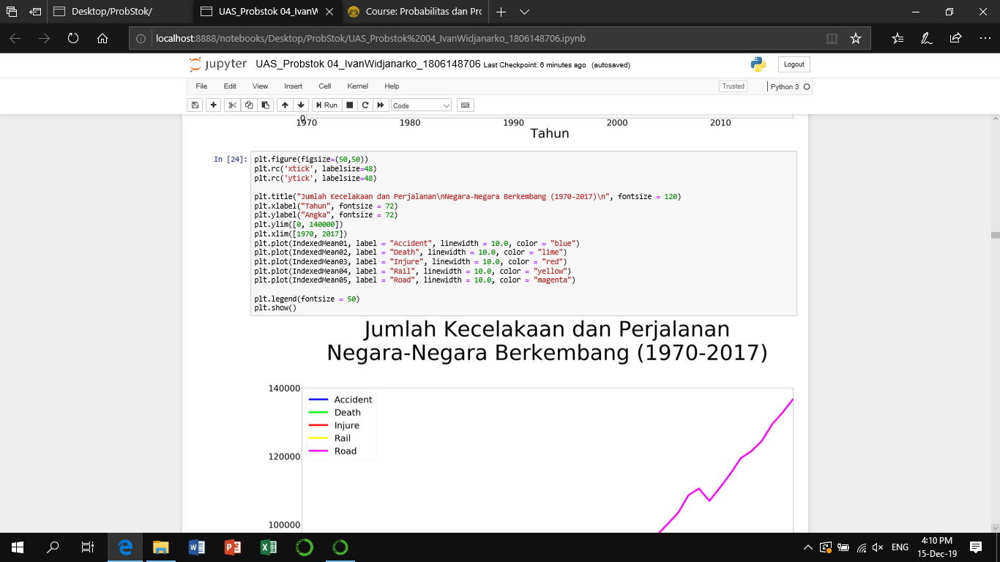 Desktop/ProbStok/
UAS_Probstok 04_IvanW
Course: Probabilitas dan Pro
localhost:8888/notebooks/Desktop/ProbStok/UAS_Probstok%2004_IvanWidjanarko_1806148706.ipynb
jupyter UAS_Probstok 04_IvanWidjanarko_1806148706 Last Checkpoint: 6 minutes ago (autosaved)
Logout
File Edit View Insert Cell Kernel Help
Trusted
Python 3
Run
Code
0
1970 1980 1990 2000 2010
Tahun
In [24]:
plt.figure(figsize=(50,50))
plt.rc('xtick', labelsize=48)
plt.rc('ytick', labelsize=48)
plt.title("Jumlah Kecelakaan dan Perjalanan\nNegara-Negara Berkembang (1970-2017)\n", fontsize = 120)
plt.xlabel("Tahun", fontsize = 72)
plt.ylabel("Angka", fontsize = 72)
plt.ylim([0, 140000])
plt.xlim([1970, 2017])
plt.plot(IndexedMean01, label = "Accident", linewidth = 10.0, color = "blue")
plt.plot(IndexedMean02, label = "Death", linewidth = 10.0, color = "lime")
plt.plot(IndexedMean03, label = "Injure", linewidth = 10.0, color = "red")
plt.plot(IndexedMean04, label = "Rail", linewidth = 10.0, color = "yellow")
plt.plot(IndexedMean05, label = "Road", linewidth = 10.0, color = "magenta")
plt.legend(fontsize = 50)
plt.show()
Jumlah Kecelakaan dan Perjalanan
Negara-Negara Berkembang (1970-2017)
140000
Accident
Death
Injure
Rail
Road
120000
100000
ENG
4:10 PM
15-Dec-19